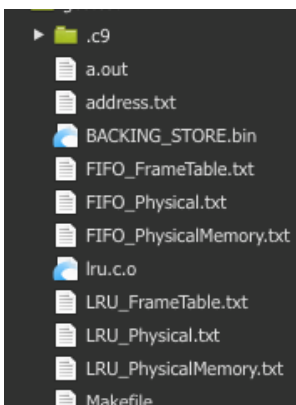 .c9
a.out
address.txt
BACKING_STORE.bin
FIFO_FrameTable.txt
FIFO_Physical.txt
FIFO_PhysicalMemory.txt
lru.c.o
LRU_FrameTable.txt
LRU_Physical.txt
LRU_PhysicalMemory.txt
Makefile